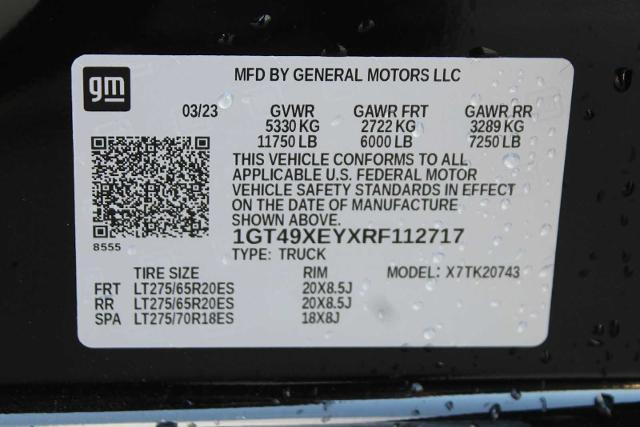 gm
MFD BY GENERAL MOTORS LLC
03/23 GVWR GAWR FRT GAWR RR
5330 KG 2722 KG 3289 KG
11750 LB 6000 LB 7250 LB
THIS VEHICLE CONFORMS TO ALL
APPLICABLE U.S. FEDERAL MOTOR
VEHICLE SAFETY STANDARDS IN EFFECT
ON THE DATE OF MANUFACTURE
SHOWN ABOVE.
8555
1GT49XEYXRF112717
TYPE: TRUCK
TIRE SIZE RIM MODEL: X7TK20743
FRT LT275/65R20ES 20X8.5J
RR LT275/65R20ES 20X8.5J
SPA LT275/70R18ES 18X8J